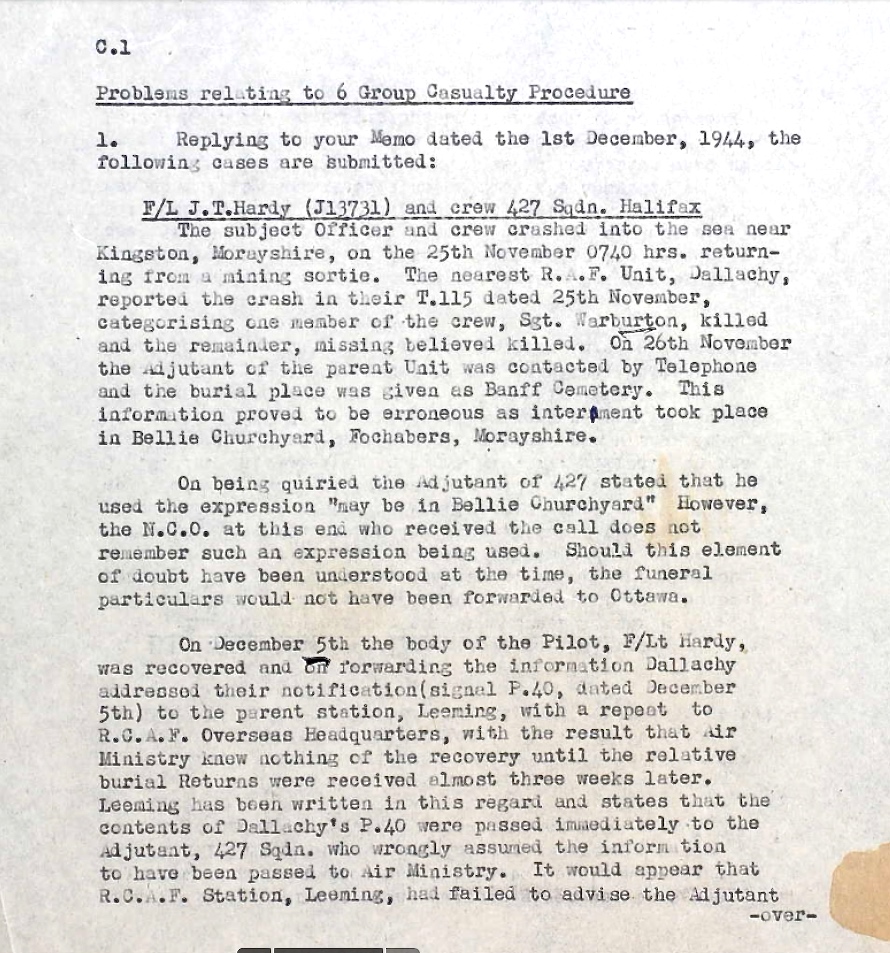 C.1
Problems relating to 6 Group Casualty Procedure
1. Replying to your Memo dated the 1st December, 1944, the
following cases are submitted:
F/L J.T.Hardy (J13731) and crew 427 Sqdn. Halifax
The subject Officer and crew crashed into the sea near
Kingston, Morayshire, on the 25th November 0740 hrs. return-
ing from a mining sortie. The nearest R.A.F. Unit, Dallachy,
reported the crash in their T.115 dated 25th November,
categorising one member of the crew, Sgt. Warburton, killed
and the remainder, missing believed killed. On 26th November
the Adjutant of the parent Unit was contacted by Telephone
and the burial place was given as Banff Cemetery. This
information proved to be erroneous as interment took place
in Bellie Churchyard, Fochabers, Morayshire.
On being quiried the Adjutant of 427 stated that he
used the expression "may be in Bellie Churchyard" However,
the N.C.O. at this end who received the call does not
remember such an expression being used. Should this element
of doubt have been understood at the time, the funeral
particulars would not have been forwarded to Ottawa.
On December 5th the body of the Pilot, F/Lt Hardy,
was recovered and on forwarding the information Dallachy
addressed their notification(signal P.40, dated December
5th) to the parent station, Leeming, with a repeat to
R.C.A.F. Overseas Headquarters, with the result that Air
Ministry knew nothing of the recovery until the relative
burial Returns were received almost three weeks later.
Leeming has been written in this regard and states that the
contents of Dallachy's P.40 were passed immediately to the
Adjutant, 427 Sqdn. who wrongly assumed the inform tion
to have been passed to Air Ministry. It would appear that
R.C.A.F. Station, Leeming, had failed to advise the Adjutant
-over-